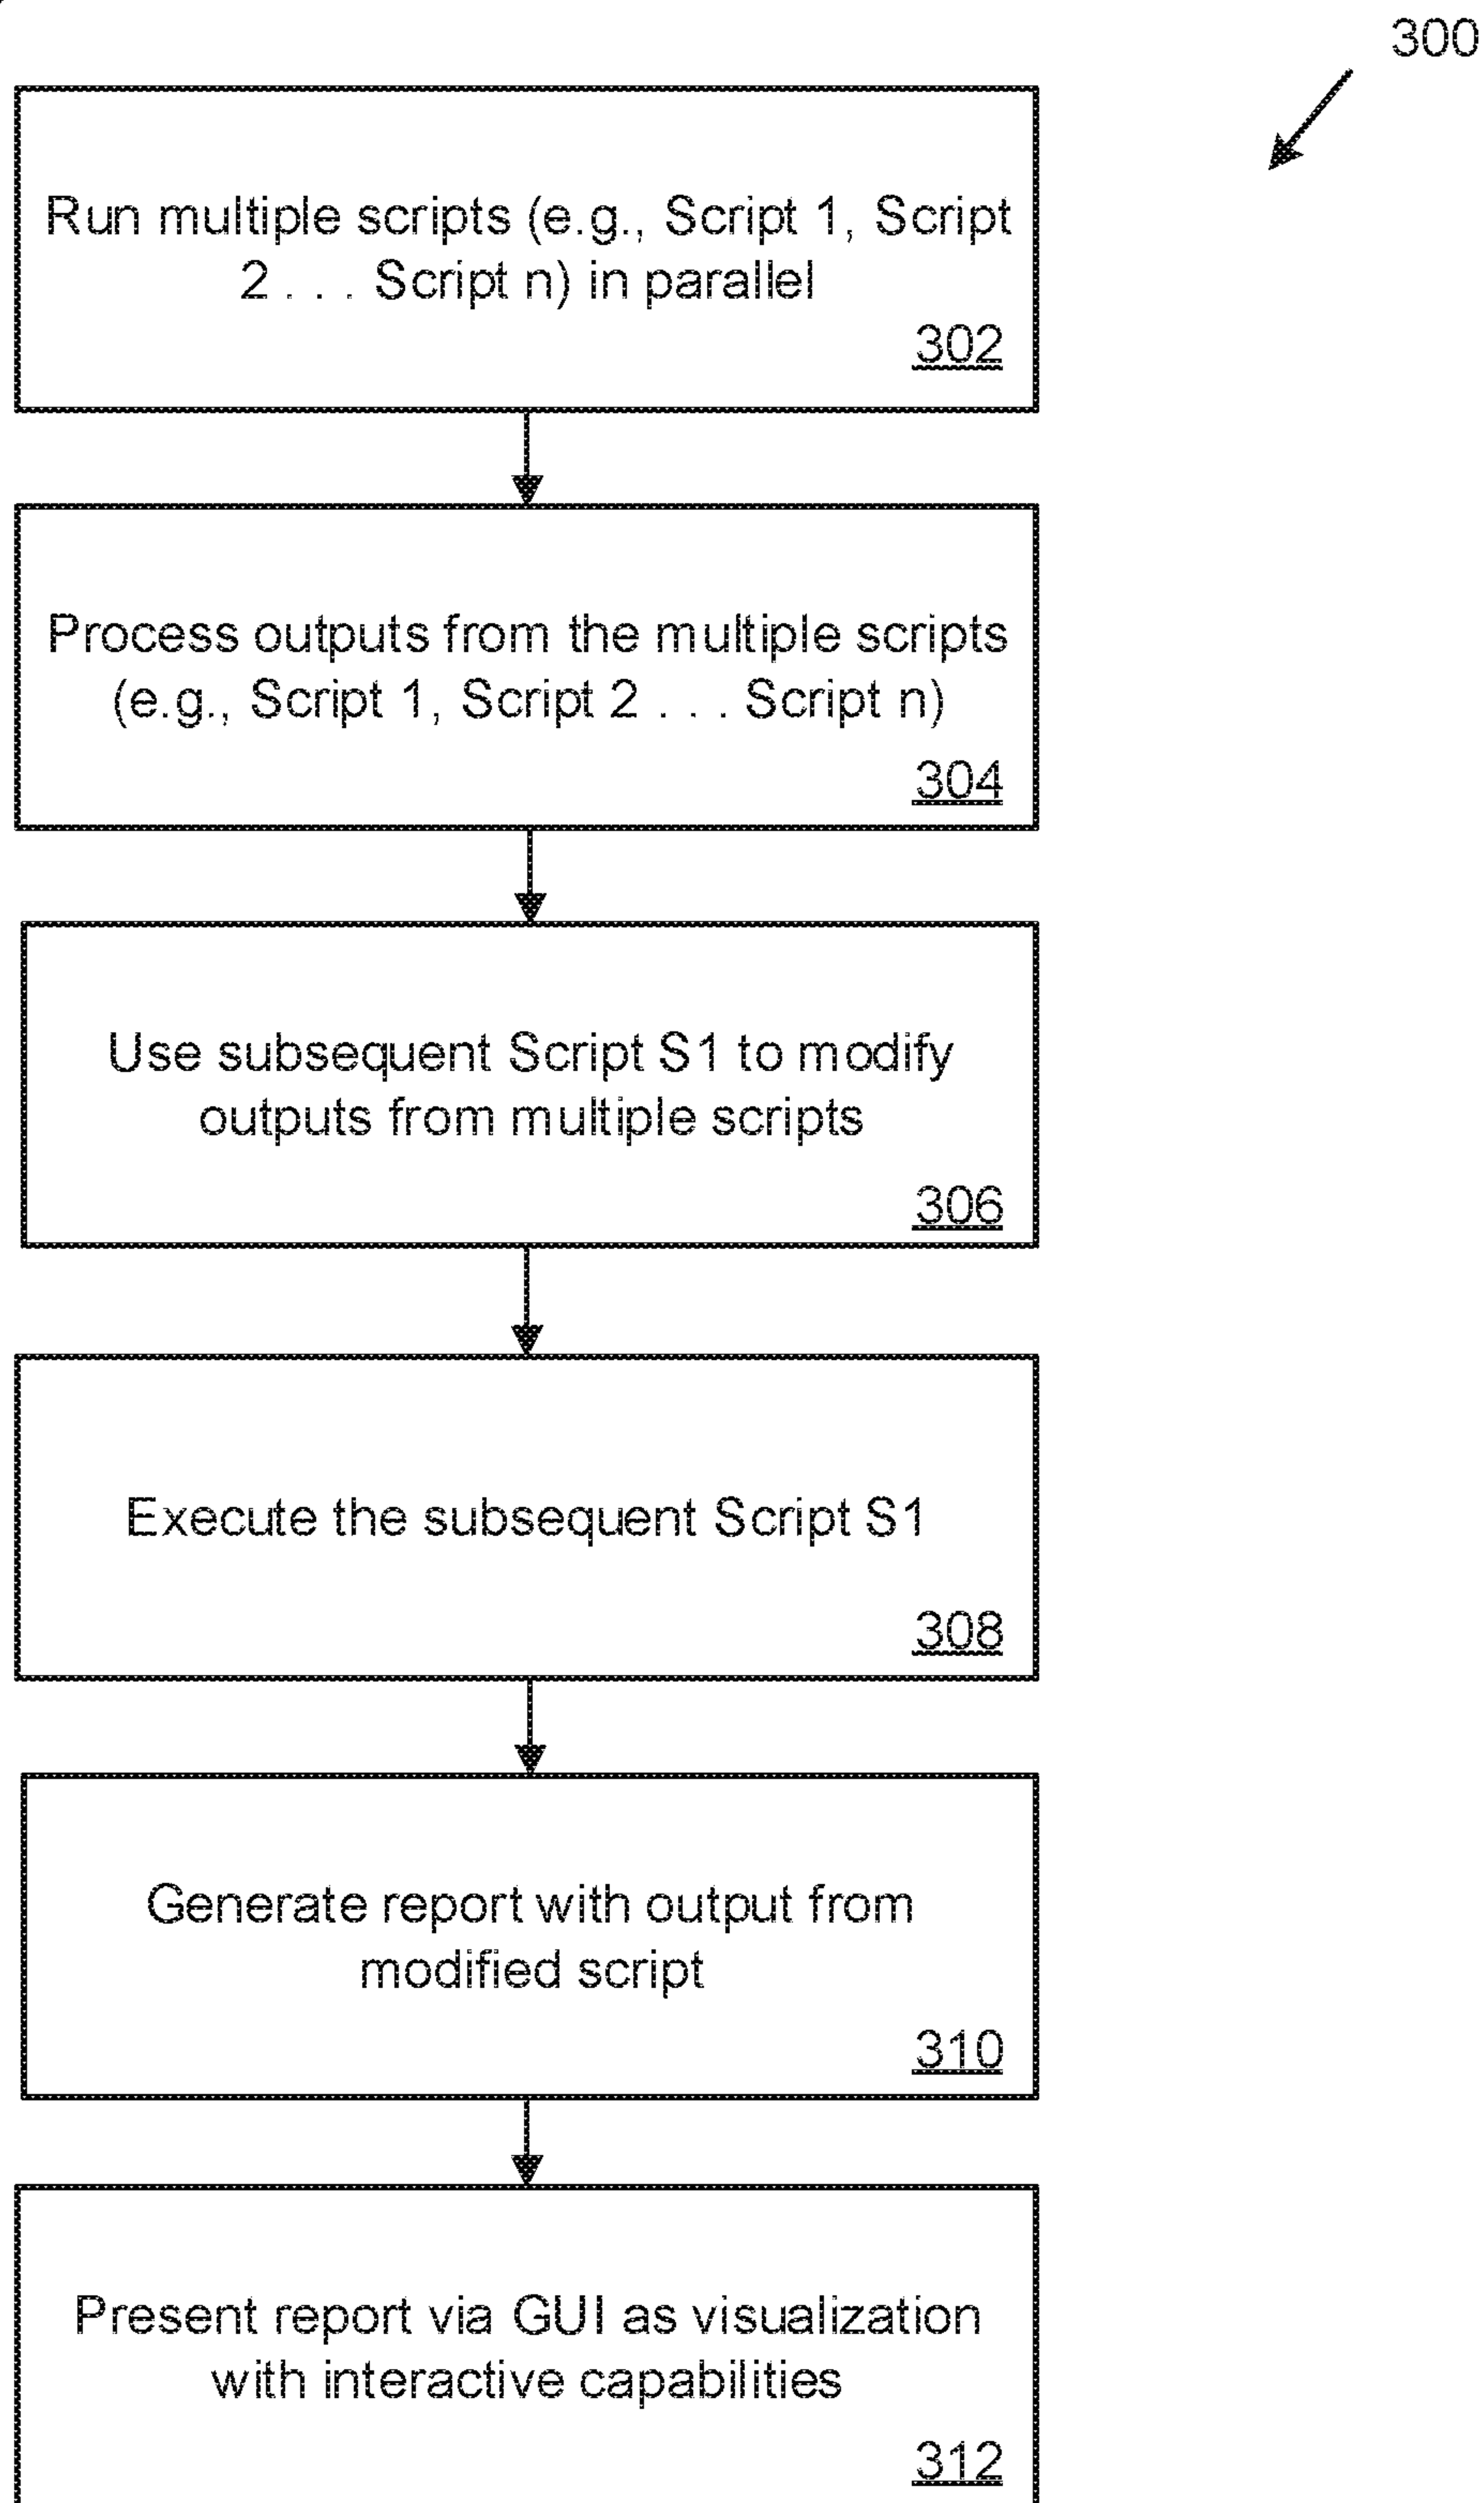 300
Run multiple scripts (e.g., Script 1, Script
2 . . . Script n) in parallel
302
Process outputs from the multiple scripts
(e.g., Script 1, Script 2 . . . Script n)
304
Use subsequent Script S1 to modify
outputs from multiple scripts
306
Execute the subsequent Script S1
308
Generate report with output from
modified script
310
Present report via GUI as visualization
with interactive capabilities
312